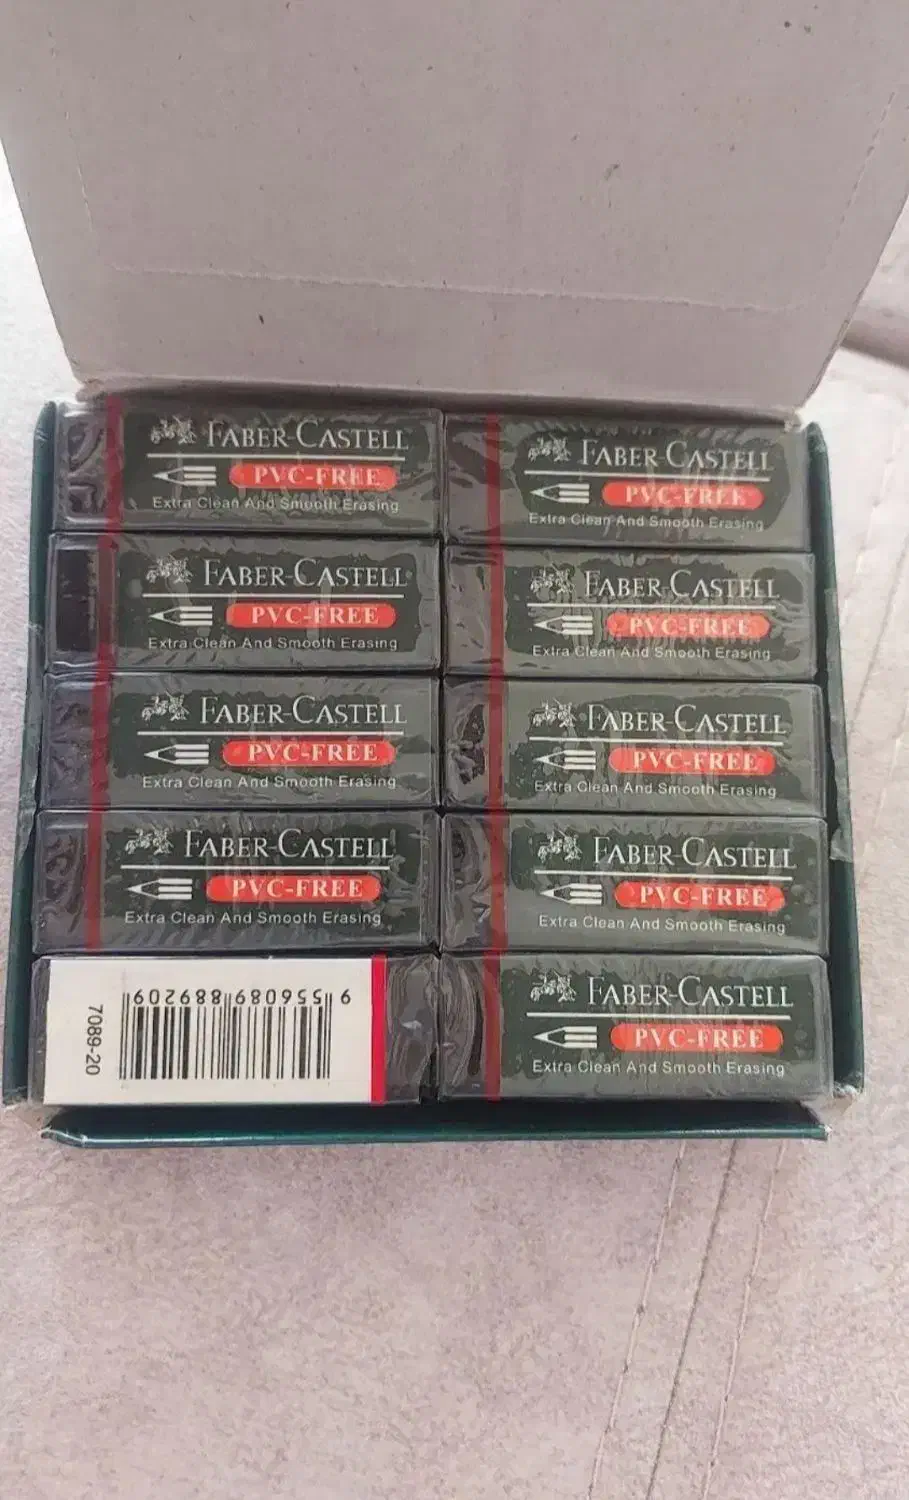 FABER-CASTELL
PVC-FREE
Extra Clean And Smooth Erasing
FABER-CASTELL
PVC-FREE
Extra Clean And Smooth Erasing
FABER-CASTELL
PVC-FREE
Extra Clean And Smooth Erasing
FABER-CASTELL
PVC-FREE
Extra Clean And Smooth Erasing
FABER-CASTELL
PVC-FREE
Extra Clean And Smooth Erasing
FABER-CASTELL
PVC-FREE
Extra Clean And Smooth Erasing
FABER-CASTELL
PVC-FREE
Extra Clean And Smooth Erasing
FABER-CASTELL
PVC-FREE
Extra Clean And Smooth Erasing
7089-20
9 556089 889209
FABER-CASTELL
PVC-FREE
Extra Clean And Smooth Erasing